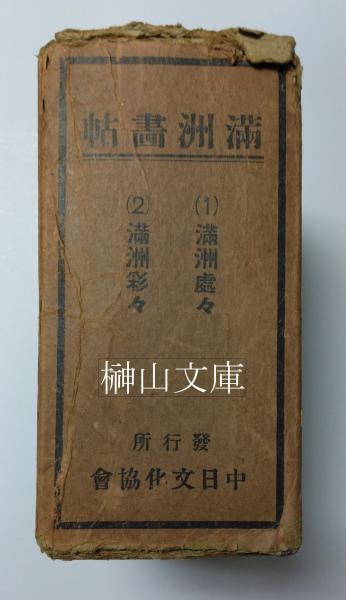 滿洲畫帖
(1) 滿洲處々
(2) 滿洲彩々
榊山文庫
發行所
中日文化協會